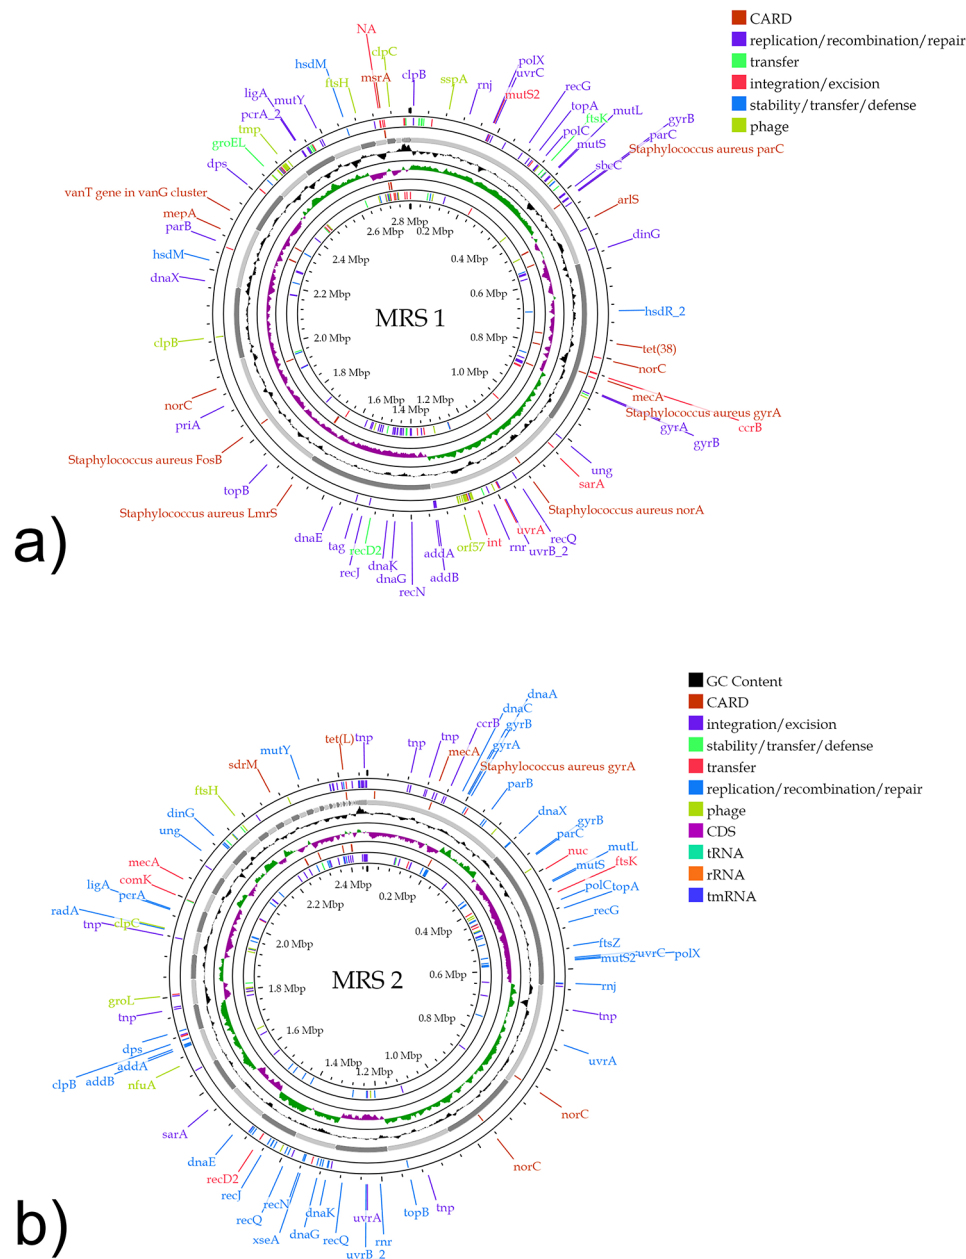 CARD
replication/recombination/repair
transfer
integration/excision
stability/transfer/defense
phage
NA
clpC
hsdM
msrA
clpB
polX
uvrC
ftsH
sspA
rnj
recG
ligA
mutY
mutS2
topA
mutL
pcrA_2
ftsK
gyrB
tmp
polC
parC
groEL
mutS
Staphylococcus aureus parC
dps
sbcC
vanT gene in vanG cluster
arlS
mepA
parB
dinG
hsdM
dnaX
hsdR_2
clpB
tet(38)
norC
mecA
norC
Staphylococcus aureus gyrA
priA
gyrA
ccrB
gyrB
Staphylococcus aureus FosB
ung
topB
sarA
Staphylococcus aureus LmrS
Staphylococcus aureus norA
dnaE
uvrA
recQ
tag
recD2
addA
orf57
int
rnr
uvrB_2
recJ
dnaK
dnaG
addB
recN
2.8 Mbp
2.6 Mbp
0.2 Mbp
2.4 Mbp
0.4 Mbp
2.2 Mbp
0.6 Mbp
MRS 1
2.0 Mbp
0.8 Mbp
1.8 Mbp
1.0 Mbp
1.6 Mbp
1.2 Mbp
1.4 Mbp
a)
GC Content
CARD
integration/excision
stability/transfer/defense
transfer
replication/recombination/repair
phage
CDS
tRNA
rRNA
tmRNA
dnaA
dnaC
ccrB
gyrB
tet(L)
tnp
tnp
tnp
gyrA
mutY
mecA
sdrM
Staphylococcus aureus gyrA
ftsH
parB
dinG
dnaX
gyrB
ung
parC
mutL
nuc
mecA
mutS
ftsK
comK
ligA
pcrA
polC
topA
radA
recG
tnp
clpC
ftsZ
uvrC
polX
mutS2
rnj
groL
tnp
tnp
dps
addA
uvrA
clpB
addB
nfuA
norC
sarA
dnaE
norC
recD2
recJ
recN
tnp
recQ
dnaK
uvrA
topB
xseA
dnaG
recQ
rnr
uvrB_2
2.4 Mbp
2.2 Mbp
0.2 Mbp
2.0 Mbp
0.4 Mbp
1.8 Mbp
MRS 2
0.6 Mbp
1.6 Mbp
0.8 Mbp
1.4 Mbp
1.0 Mbp
1.2 Mbp
b)